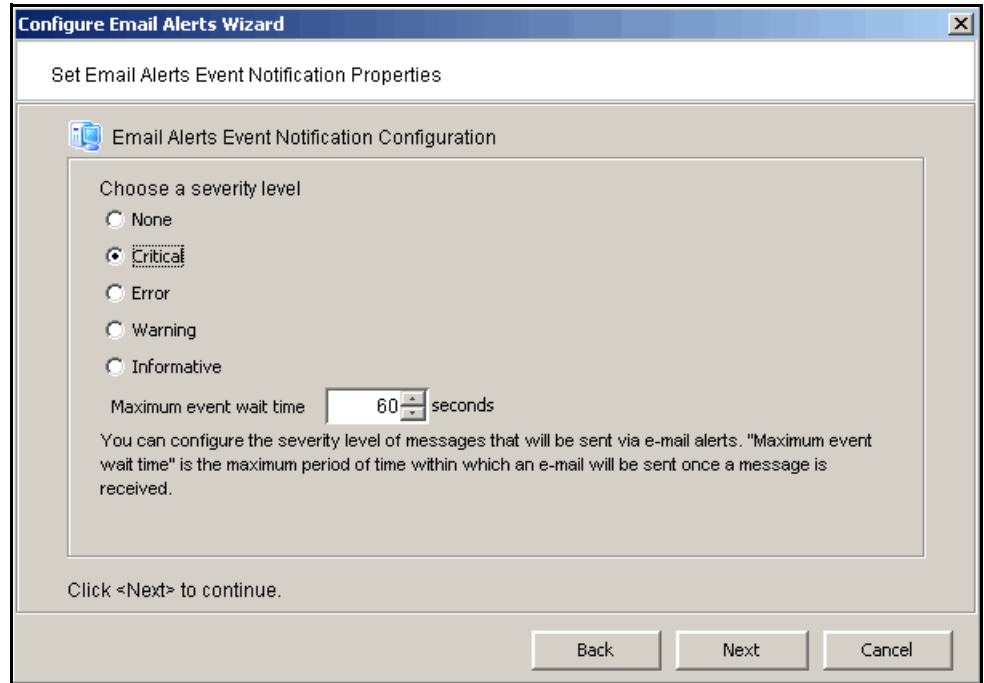 Configure Email Alerts Wizard
Set Email Alerts Event Notification Properties
Email Alerts Event Notification Configuration
Choose a severity level
None
Critical
Error
Warning
Informative
Maximum event wait time 60 seconds
You can configure the severity level of messages that will be sent via e-mail alerts. "Maximum event
wait time" is the maximum period of time within which an e-mail will be sent once a message is
received.
Click <Next> to continue.
Back Next Cancel